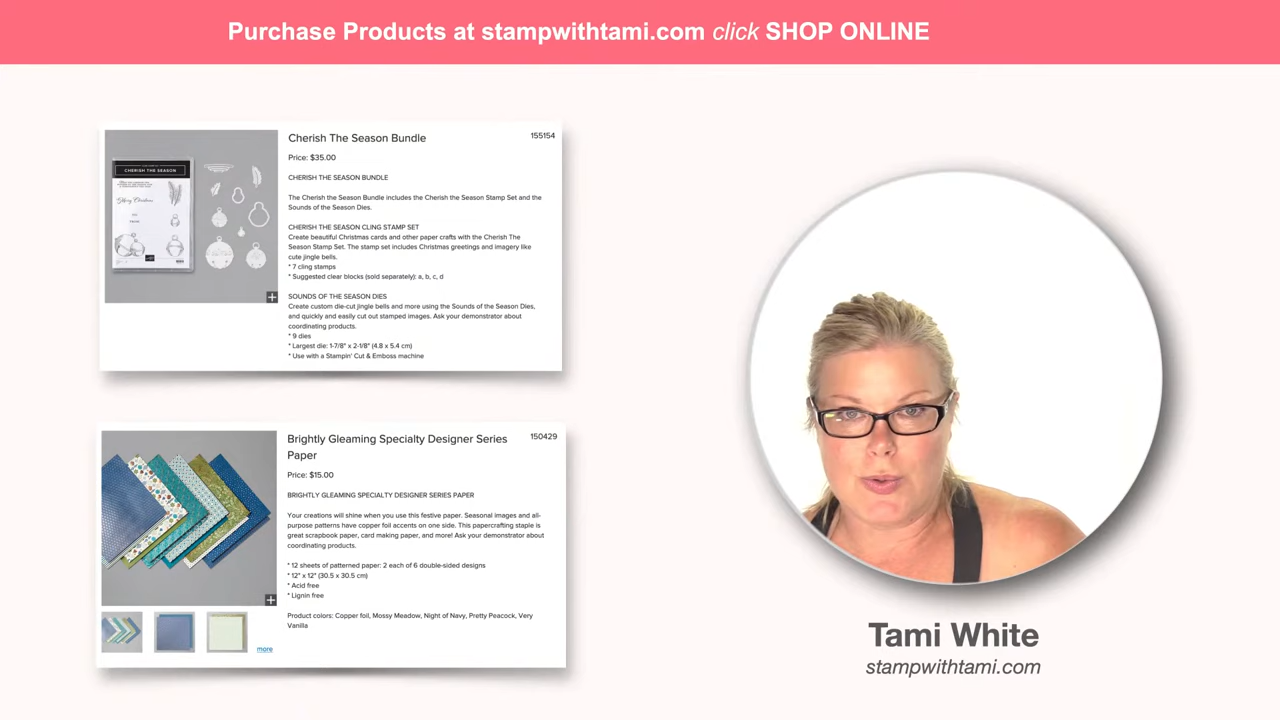 Purchase Products at stampwithtami.com click SHOP ONLINE
Cherish The Season Bundle
155154
Price: $35.00
CHERISH THE SEASON BUNDLE
The Cherish the Season Bundle includes the Cherish the Season Stamp Set and the
Sounds of the Season Dies.
CHERISH THE SEASON CLING STAMP SET
Create beautiful Christmas cards and other paper crafts with the Cherish The
Season Stamp Set. The stamp set includes Christmas greetings and imagery like
cute jingle bells.
* 7 cling stamps
* Suggested clear blocks (sold separately): a, b, c, d
SOUNDS OF THE SEASON DIES
Create custom die-cut jingle bells and more using the Sounds of the Season Dies,
and quickly and easily cut out stamped images. Ask your demonstrator about
coordinating products.
* 9 dies
* Largest die: 1-7/8" x 2-1/8" (4.8 x 5.4 cm)
* Use with a Stampin' Cut & Emboss machine
CHERISH THE SEASON
Merry Christmas
Brightly Gleaming Specialty Designer Series
Paper
150429
Price: $15.00
BRIGHTLY GLEAMING SPECIALTY DESIGNER SERIES PAPER
Your creations will shine when you use this festive paper. Seasonal images and all-
purpose patterns have copper foil accents on one side. This papercrafting staple is
great scrapbook paper, card making paper, and more! Ask your demonstrator about
coordinating products.
* 12 sheets of patterned paper: 2 each of 6 double-sided designs
* 12" x 12" (30.5 x 30.5 cm)
* Acid free
* Lignin free
Product colors: Copper foil, Mossy Meadow, Night of Navy, Pretty Peacock, Very
Vanilla
more
Tami White
stampwithtami.com